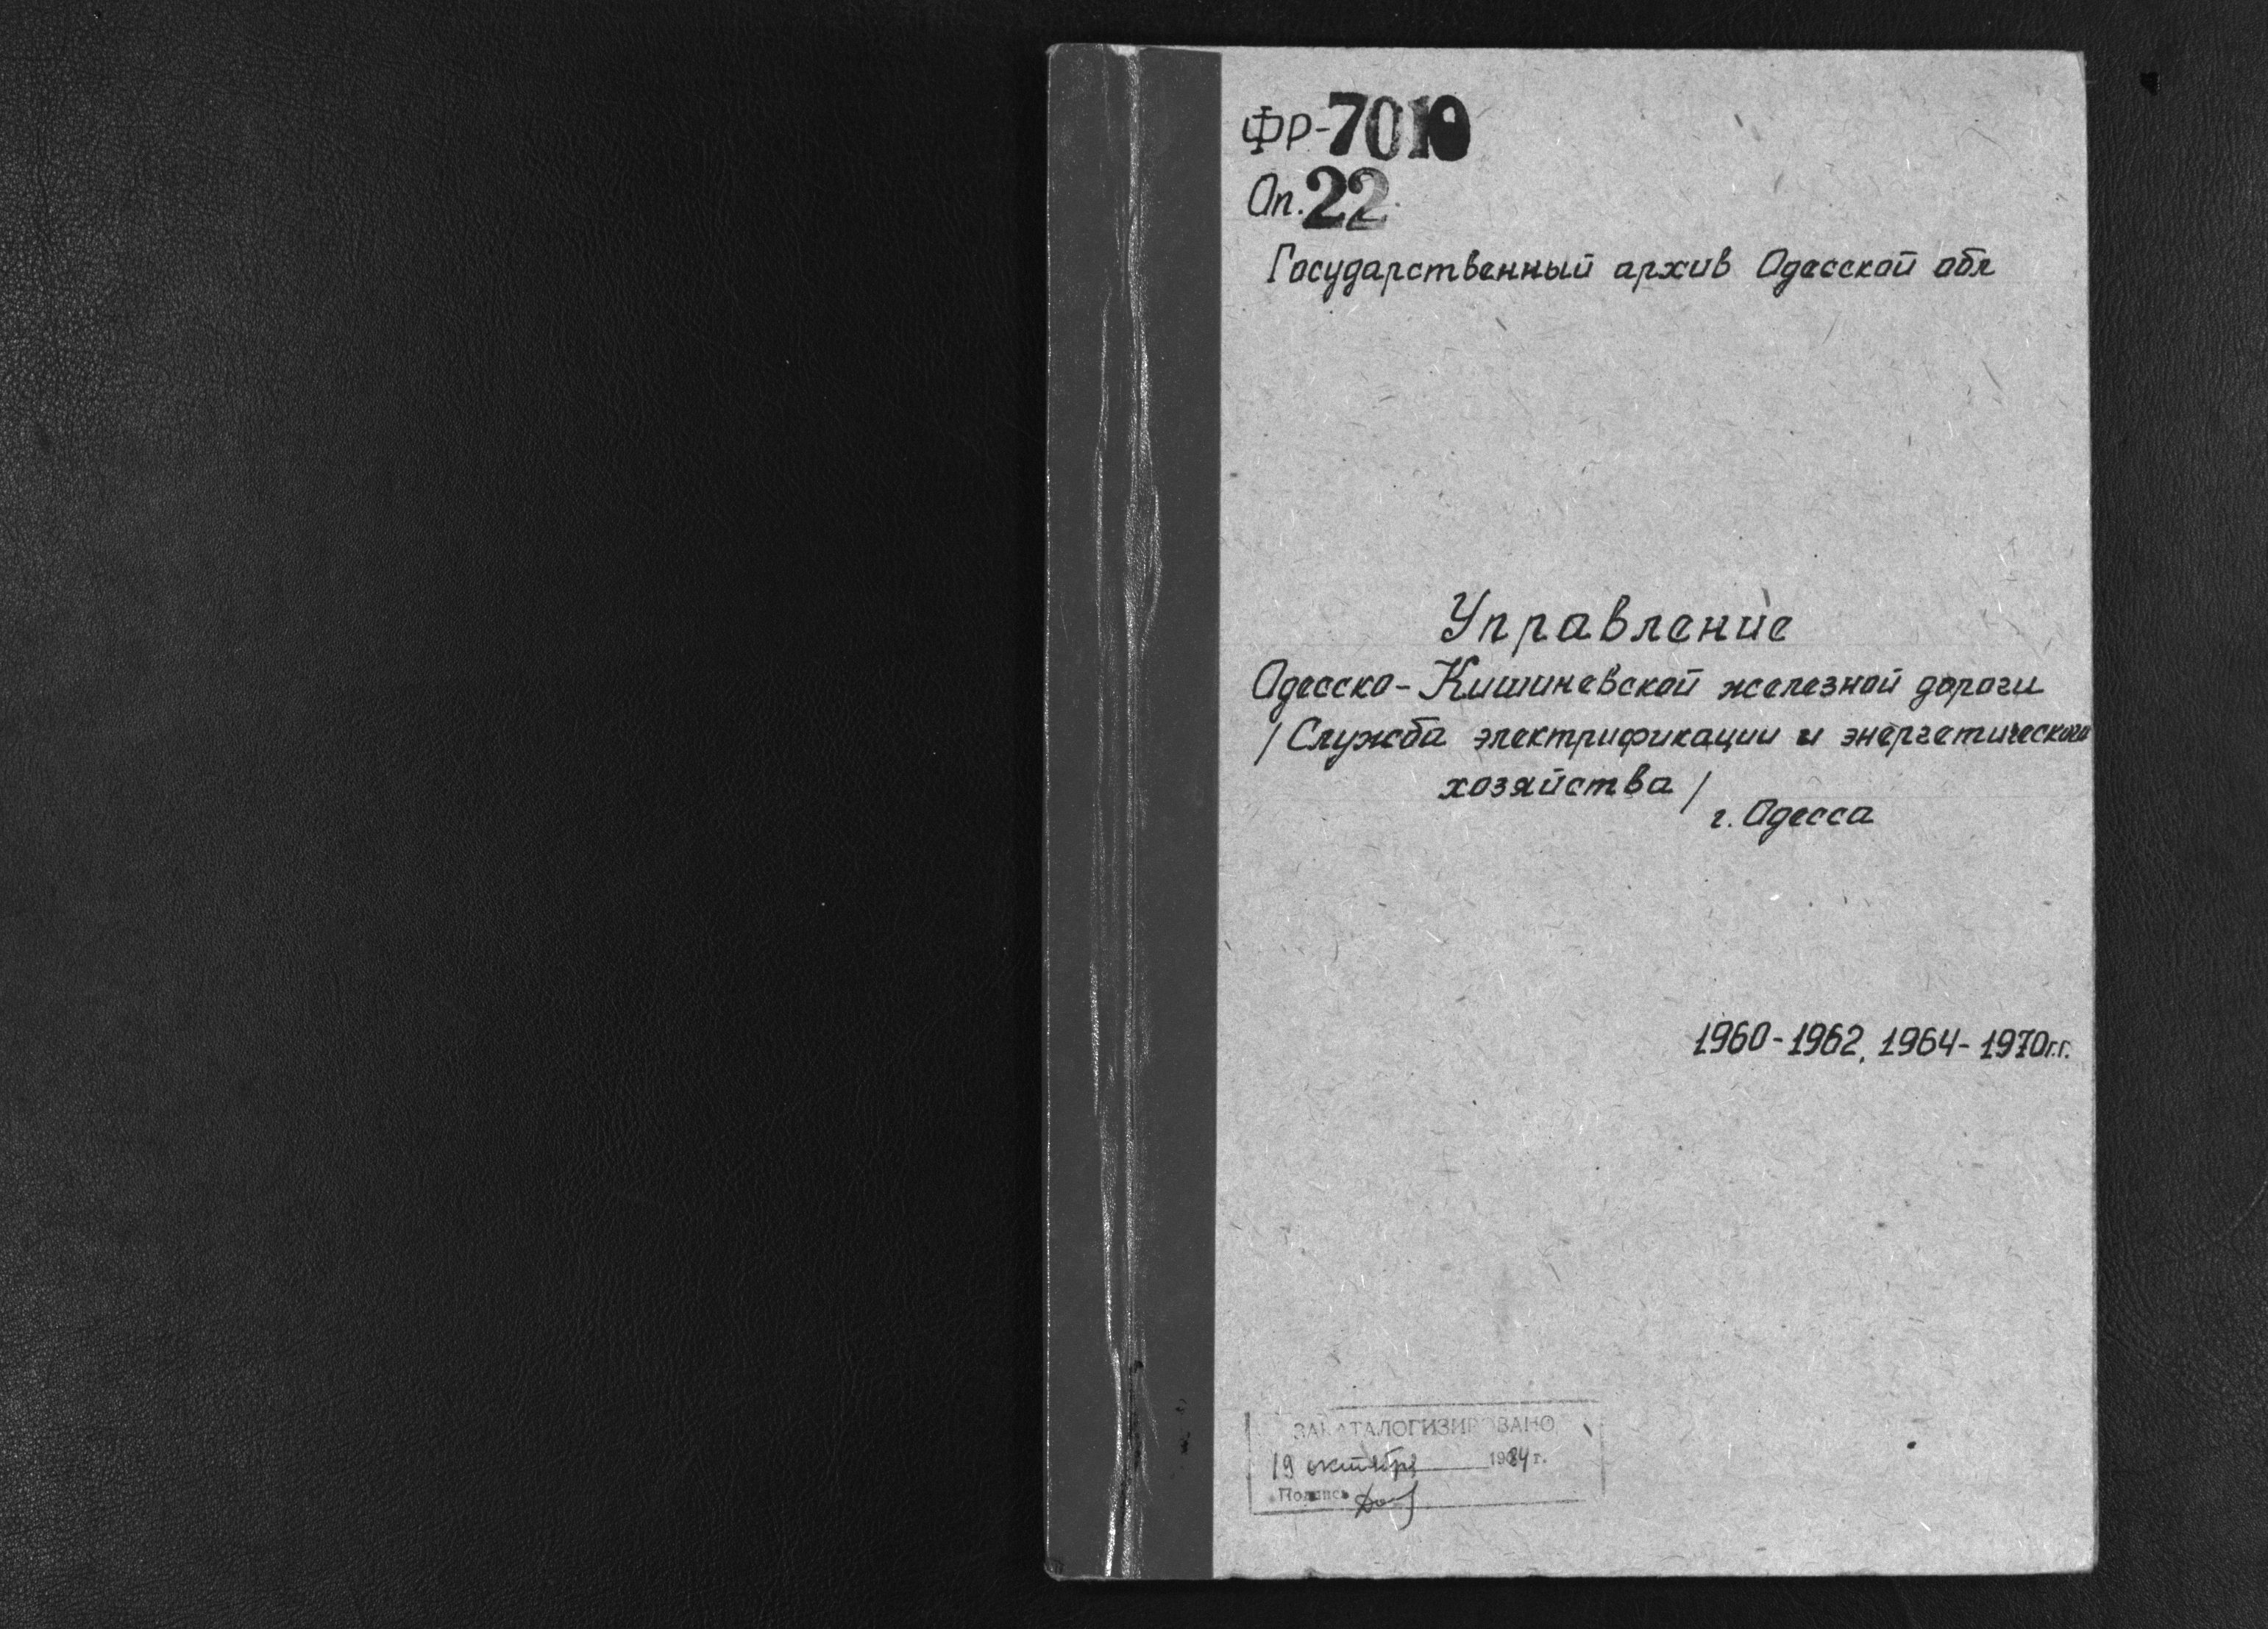 Фр-7010
Оп. 22
Государственный архив Одесской обл
Управление
Одесско-Кишиневской железной дороги
/Служба электрификации и энергетического
хозяйства/
г. Одесса
1960-1962, 1964-1970г.г.
ЗАКАТАЛОГИЗИРОВАНО
19 октября 1984 г.
Подпись